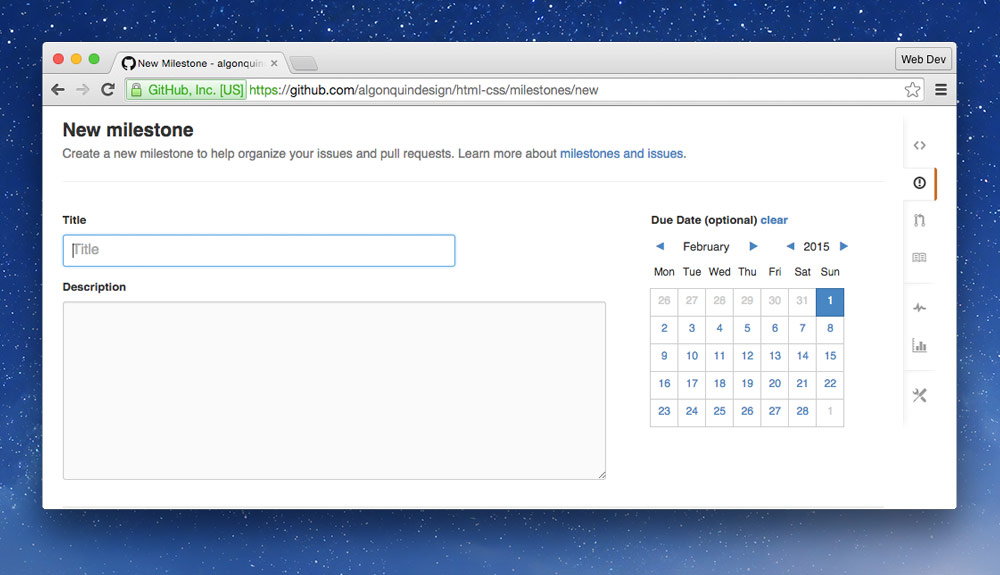 New Milestone - algonquin
Web Dev
GitHub, Inc. [US] https://github.com/algonquindesign/html-css/milestones/new
New milestone
Create a new milestone to help organize your issues and pull requests. Learn more about milestones and issues.
Title
Title
Description
Due Date (optional) clear
February 2015
Mon Tue Wed Thu Fri Sat Sun
26 27 28 29 30 31 1
2 3 4 5 6 7 8
9 10 11 12 13 14 15
16 17 18 19 20 21 22
23 24 25 26 27 28 1